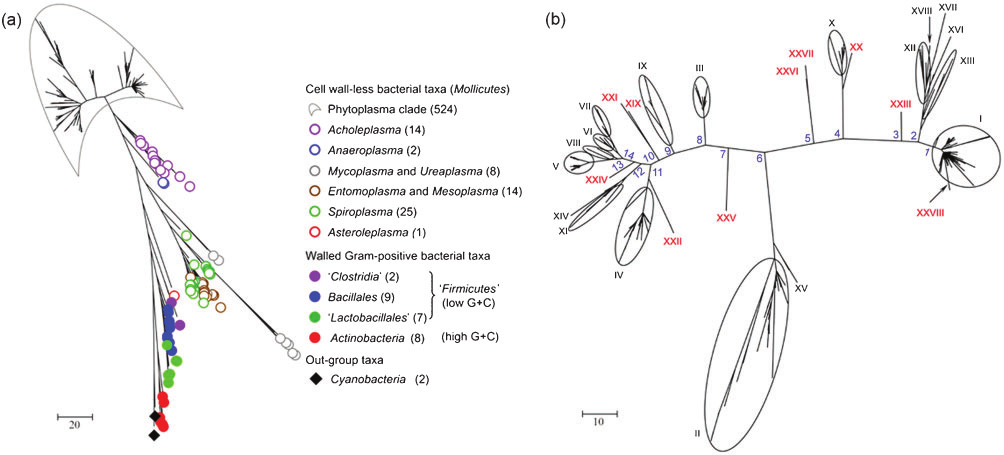 (a)
Cell wall-less bacterial taxa (Mollicutes)
Phytoplasma clade (524)
Acholeplasma (14)
Anaeroplasma (2)
Mycoplasma and Ureaplasma (8)
Entomoplasma and Mesoplasma (14)
Spiroplasma (25)
Asteroleplasma (1)
Walled Gram-positive bacterial taxa
'Clostridia' (2)
Bacillales (9)
'Lactobacillales' (7)
'Firmicutes'
(low G+C)
Actinobacteria (8) (high G+C)
Out-group taxa
Cyanobacteria (2)
20
(b)
XVIII
XVII
XVI
XII
XIII
X
XX
XXVII
XXVI
III
IX
XXI
XIX
VII
VI
V
XXIII
I
1
2
3
4
5
6
7
8
9
10
11
12
13
14
XXIV
XIV
XI
IV
XXII
XXV
XXVIII
XV
II
10